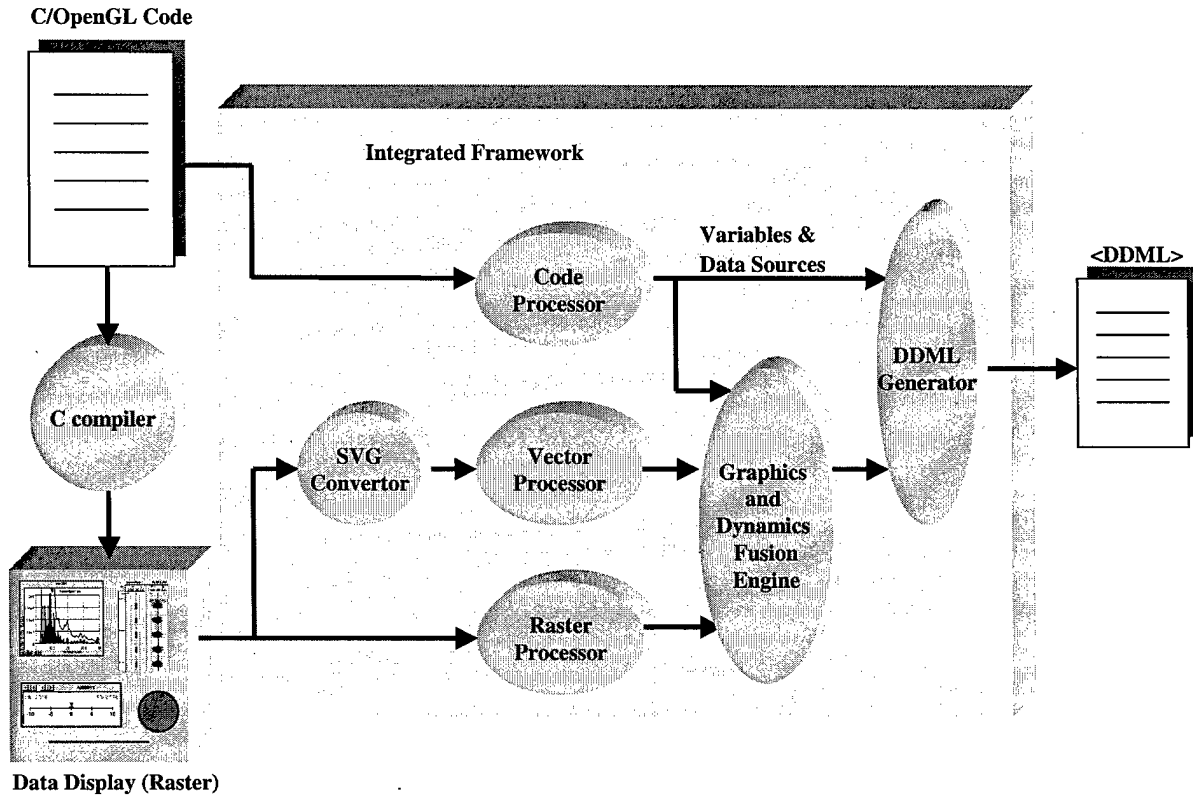 C/OpenGL Code
Integrated Framework
Variables &
Data Sources
Code
Processor
<DDML>
DDML
Generator
C compiler
SVG
Convertor
Vector
Processor
Graphics
and
Dynamics
Fusion
Engine
Raster
Processor
Data Display (Raster)